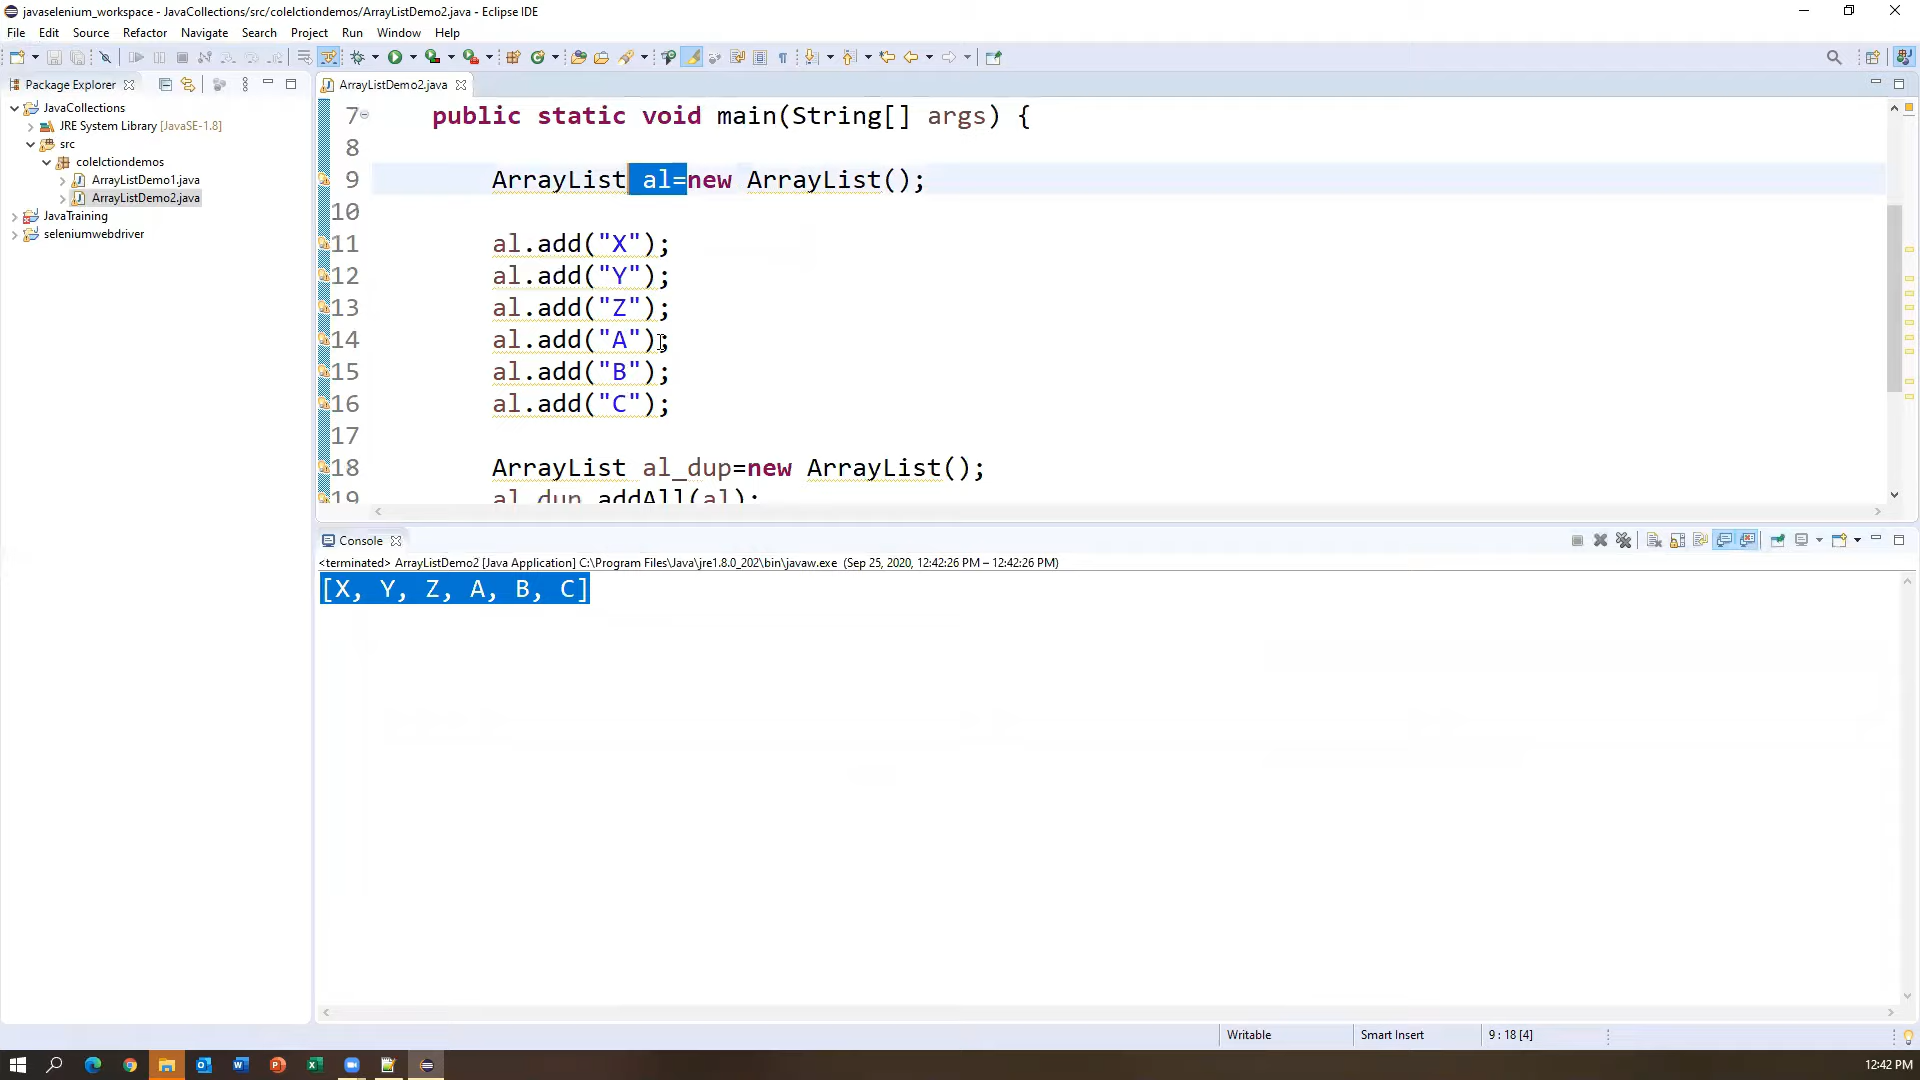 javaselenium_workspace - JavaCollections/src/colelctiondemos/ArrayListDemo2.java - Eclipse IDE
File Edit Source Refactor Navigate Search Project Run Window Help
Package Explorer
JavaCollections
JRE System Library [JavaSE-1.8]
src
colelctiondemos
ArrayListDemo1.java
ArrayListDemo2.java
JavaTraining
seleniumwebdriver
ArrayListDemo2.java
7 public static void main(String[] args) {
8
9 ArrayList al=new ArrayList();
10
11 al.add("X");
12 al.add("Y");
13 al.add("Z");
14 al.add("A");
15 al.add("B");
16 al.add("C");
17
18 ArrayList al_dup=new ArrayList();
19 al_dup.addAll(al);
Console
<terminated> ArrayListDemo2 [Java Application] C:\Program Files\Java\jre1.8.0_202\bin\javaw.exe (Sep 25, 2020, 12:42:26 PM – 12:42:26 PM)
[X, Y, Z, A, B, C]
Writable Smart Insert 9 : 18 [4]
12:42 PM